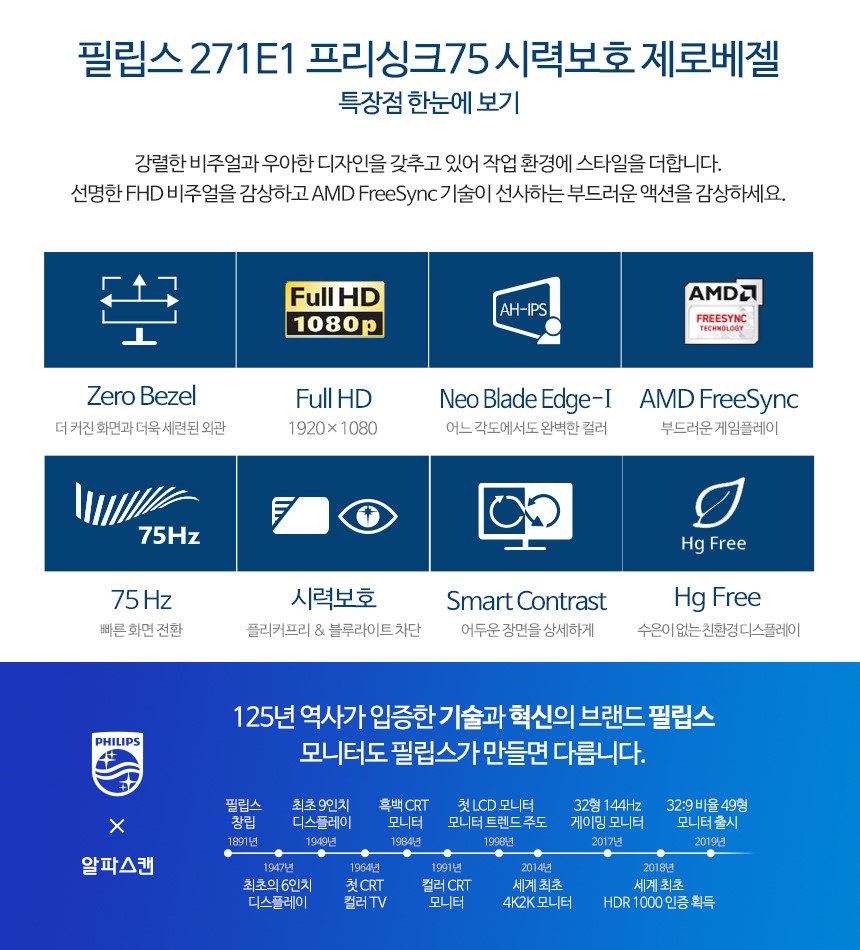 필립스 271E1 프리싱크75 시력보호 제로베젤
특장점 한눈에 보기
강렬한 비주얼과 우아한 디자인을 갖추고 있어 작업 환경에 스타일을 더합니다.
선명한 FHD 비주얼을 감상하고 AMD FreeSync 기술이 선사하는 부드러운 액션을 감상하세요.
Full HD
1080p
AH-IPS
AMD
FREESYNC
TECHNOLOGY
Zero Bezel
더 커진 화면과 더욱 세련된 외관
Full HD
1920×1080
Neo Blade Edge-I
어느 각도에서도 완벽한 컬러
AMD FreeSync
부드러운 게임플레이
75Hz
Hg Free
75 Hz
빠른 화면 전환
시력보호
플리커프리 & 블루라이트 차단
Smart Contrast
어두운 장면을 상세하게
Hg Free
수은이 없는 친환경 디스플레이
125년 역사가 입증한 기술과 혁신의 브랜드 필립스
모니터도 필립스가 만들면 다릅니다.
PHILIPS
×
알파스캔
필립스
창립
1891년
최초의 6인치
디스플레이
1947년
최초 9인치
디스플레이
1949년
첫 CRT
컬러 TV
1964년
흑백 CRT
모니터
1984년
컬러 CRT
모니터
1991년
첫 LCD 모니터
모니터 트렌드 주도
1998년
세계 최초
4K2K 모니터
2014년
32형 144Hz
게이밍 모니터
2017년
세계 최초
HDR 1000 인증 획득
2018년
32:9 비율 49형
모니터 출시
2019년